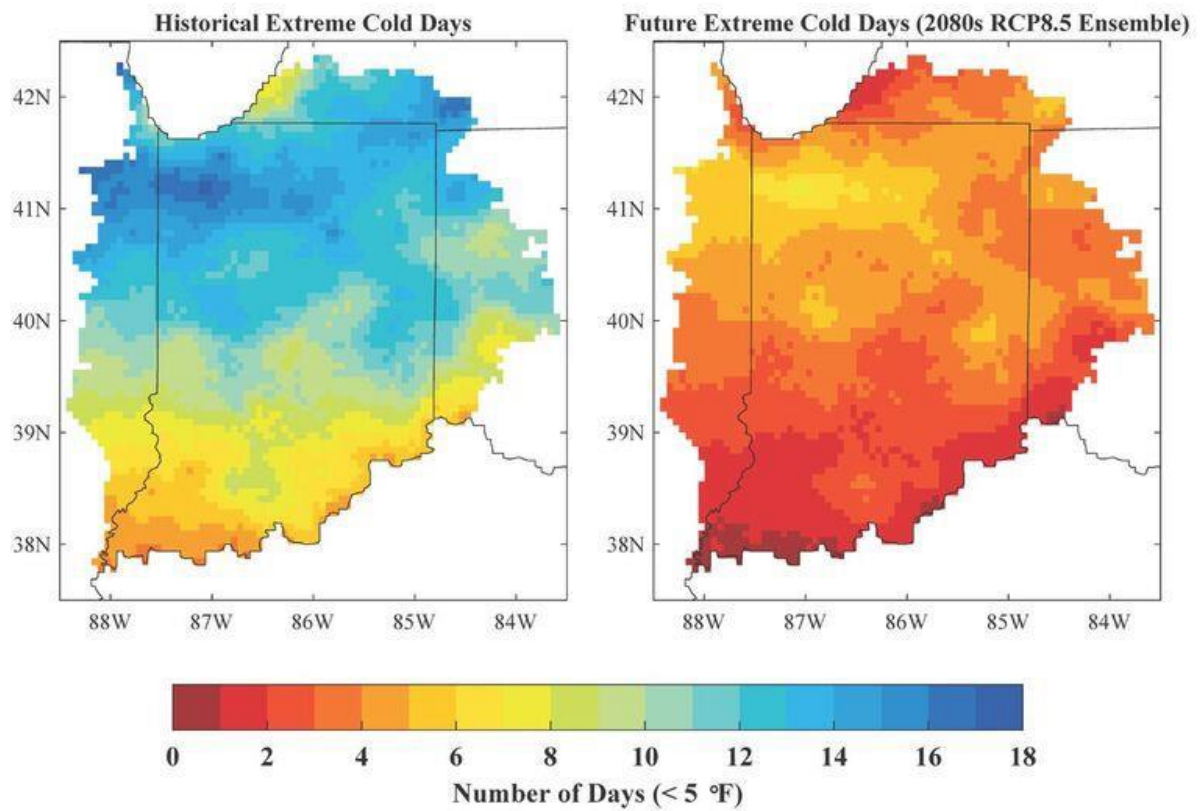 Historical Extreme Cold Days
Future Extreme Cold Days (2080s RCP8.5 Ensemble)
42N
41N
40N
39N
38N
88W 87W 86W 85W 84W
42N
41N
40N
39N
38N
88W 87W 86W 85W 84W
0 2 4 6 8 10 12 14 16 18
Number of Days (< 5 °F)